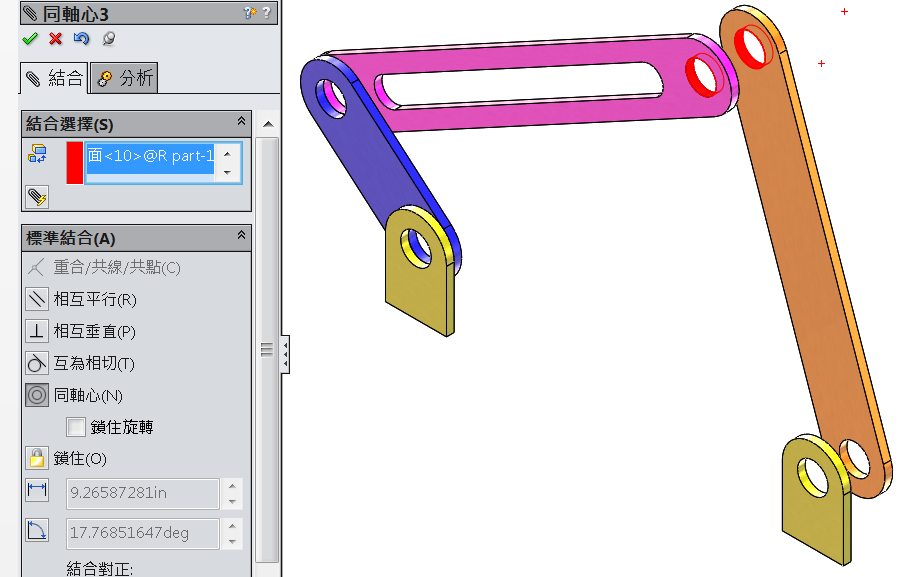 同軸心3
結合
分析
結合選擇(S)
面<10>@R part-1
標準結合(A)
重合/共線/共點(C)
相互平行(R)
相互垂直(P)
互為相切(T)
同軸心(N)
鎖住旋轉
鎖住(O)
9.26587281in
17.76851647deg
結合對正: